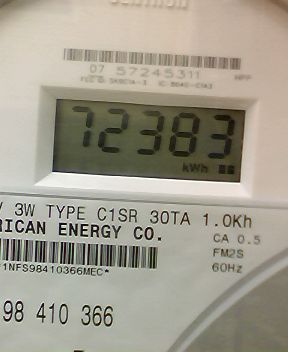 07 57245311
72383
kWh
3W TYPE C1SR 30TA 1.0Kh
RICAN ENERGY CO.
CA 0.5
FM2S
60Hz
1NFS98410366MEC*
98 410 366